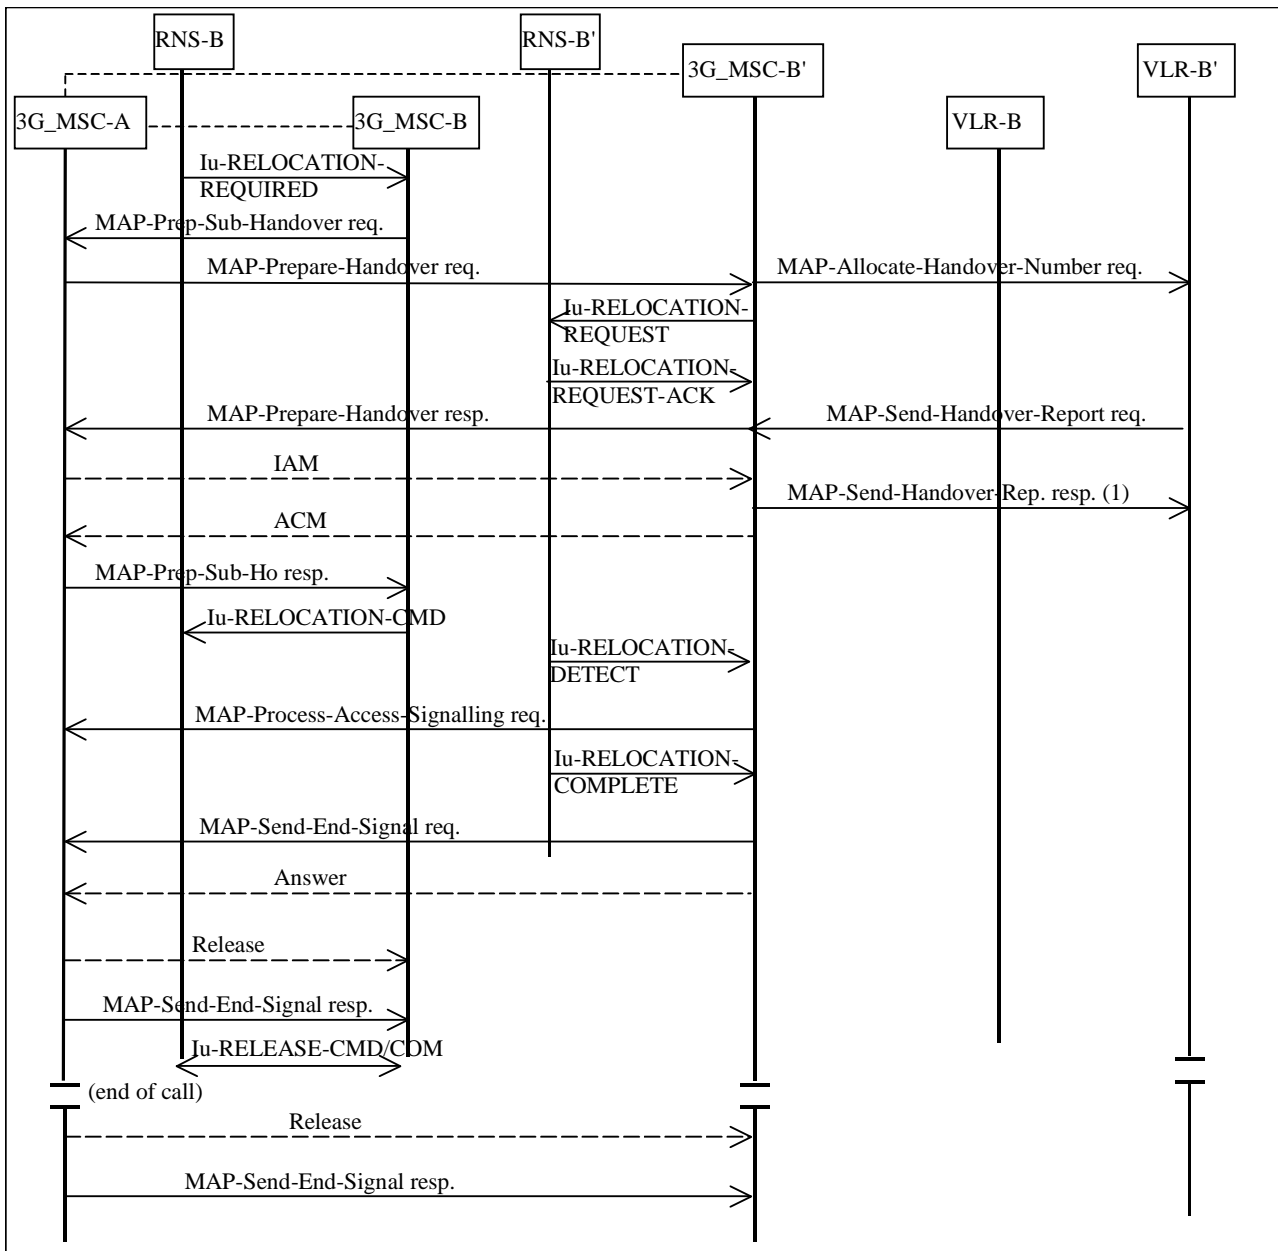 RNS-B
RNS-B'
3G_MSC-B'
VLR-B'
3G_MSC-A
3G_MSC-B
VLR-B
Iu-RELOCATION-
REQUIRED
MAP-Prep-Sub-Handover req.
MAP-Prepare-Handover req.
MAP-Allocate-Handover-Number req.
Iu-RELOCATION-
REQUEST
Iu-RELOCATION-
REQUEST-ACK
MAP-Prepare-Handover resp.
MAP-Send-Handover-Report req.
IAM
MAP-Send-Handover-Rep. resp. (1)
ACM
MAP-Prep-Sub-Ho resp.
Iu-RELOCATION-CMD
Iu-RELOCATION-
DETECT
MAP-Process-Access-Signalling req.
Iu-RELOCATION-
COMPLETE
MAP-Send-End-Signal req.
Answer
Release
MAP-Send-End-Signal resp.
Iu-RELEASE-CMD/COM
(end of call)
Release
MAP-Send-End-Signal resp.